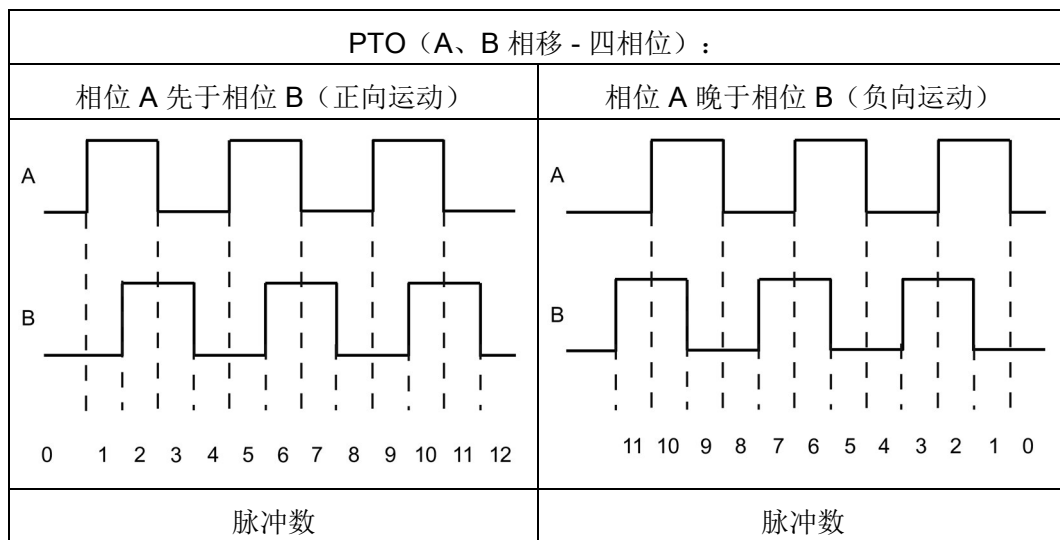 PTO（A、B 相移 - 四相位）：
相位 A 先于相位 B（正向运动）
相位 A 晚于相位 B（负向运动）
A
B
0 1 2 3 4 5 6 7 8 9 10 11 12
A
B
11 10 9 8 7 6 5 4 3 2 1 0
脉冲数
脉冲数